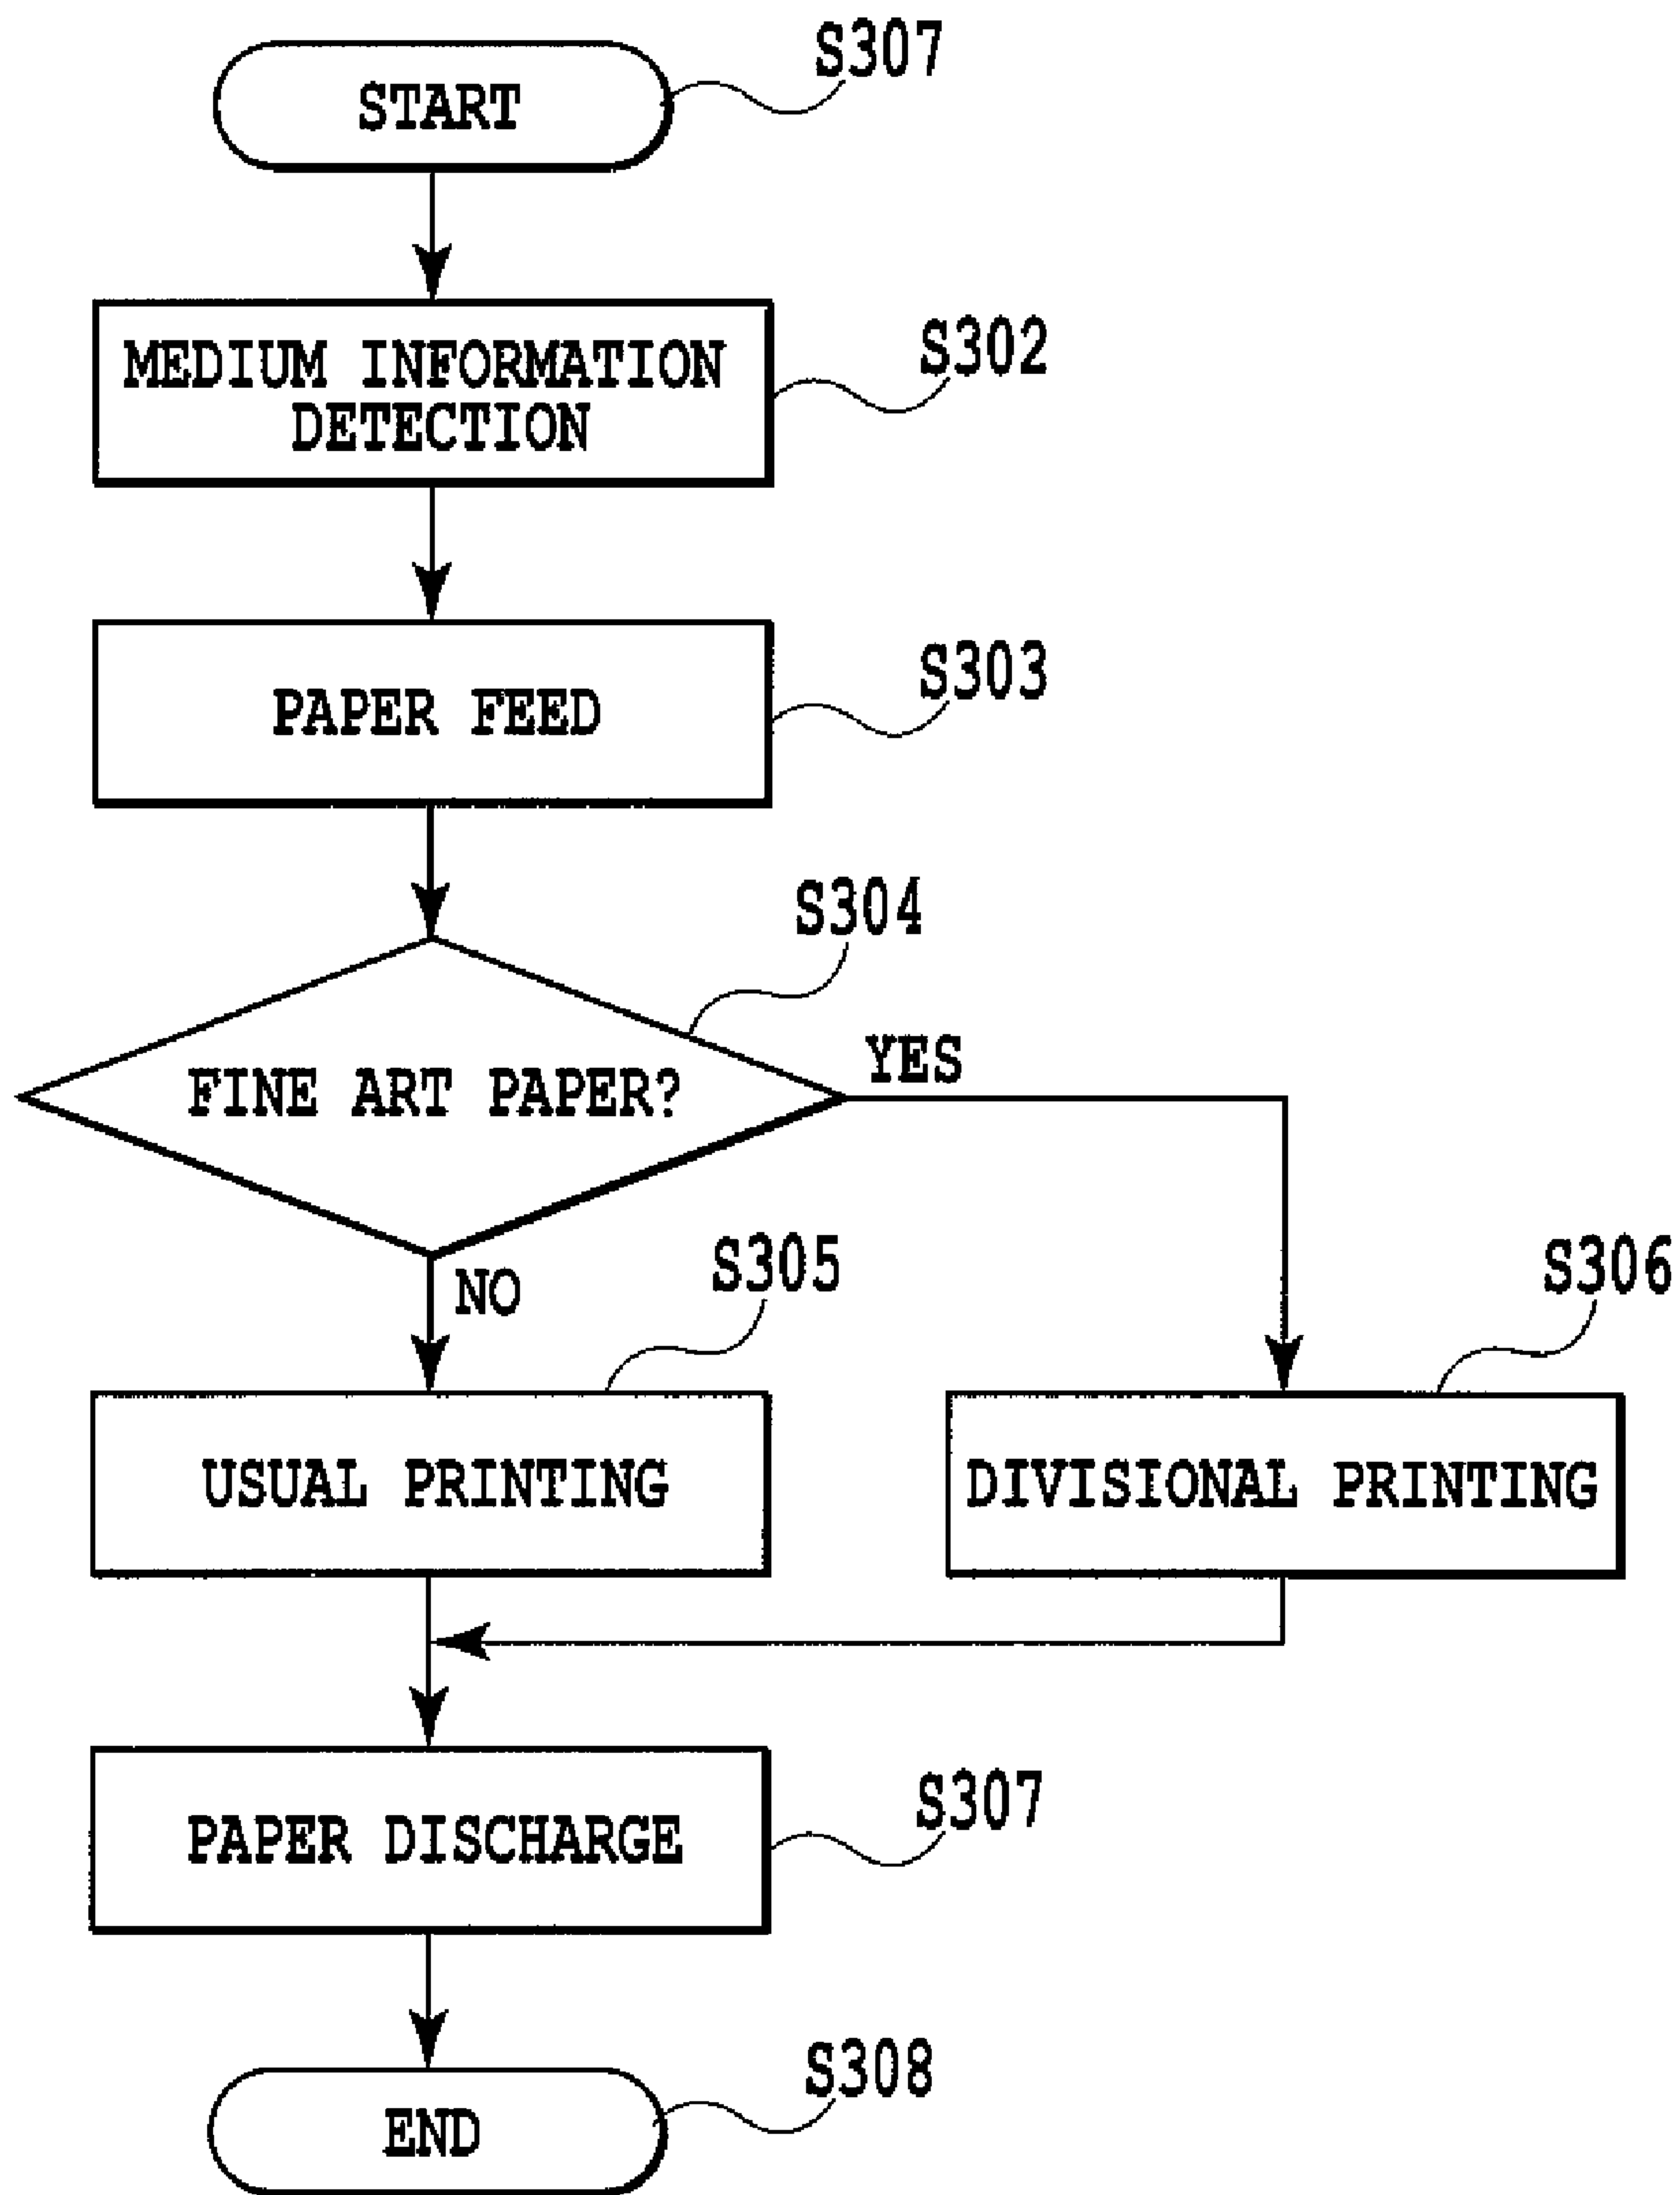 S307
START
S302
MEDIUM INFORMATION
DETECTION
S303
PAPER FEED
S304
YES
FINE ART PAPER?
S305
NO
S306
USUAL PRINTING
DIVISIONAL PRINTING
S307
PAPER DISCHARGE
S308
END